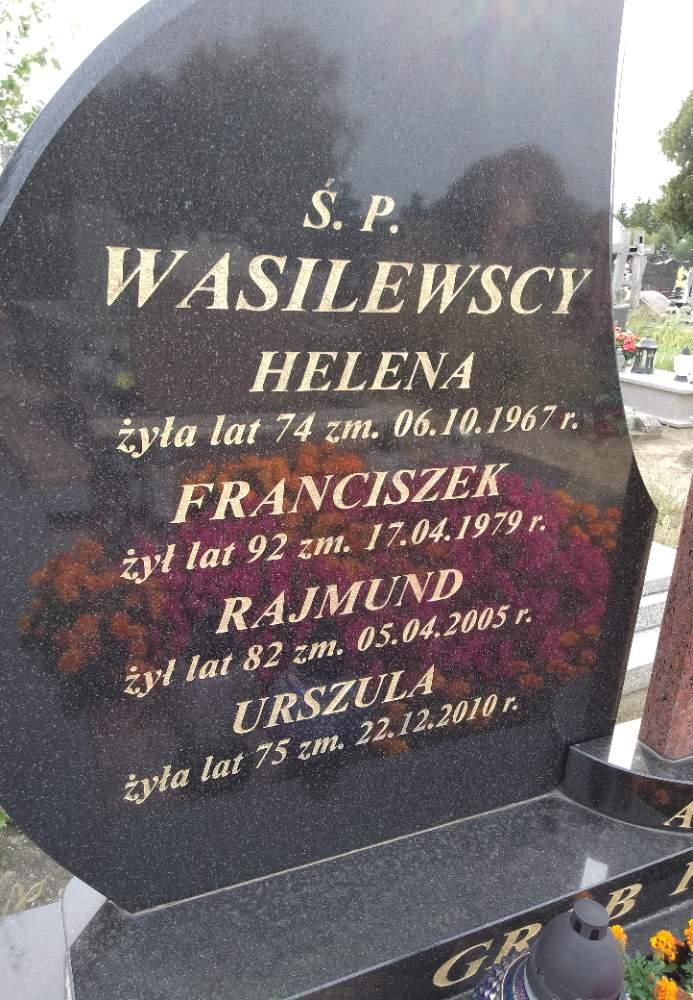 Ś. P.
WASILEWSCY
HELENA
żyła lat 74 zm. 06.10.1967 r.
FRANCISZEK
żył lat 92 zm. 17.04.1979 r.
RAJMUND
żył lat 82 zm. 05.04.2005 r.
URSZULA
żyła lat 75 zm. 22.12.2010 r.